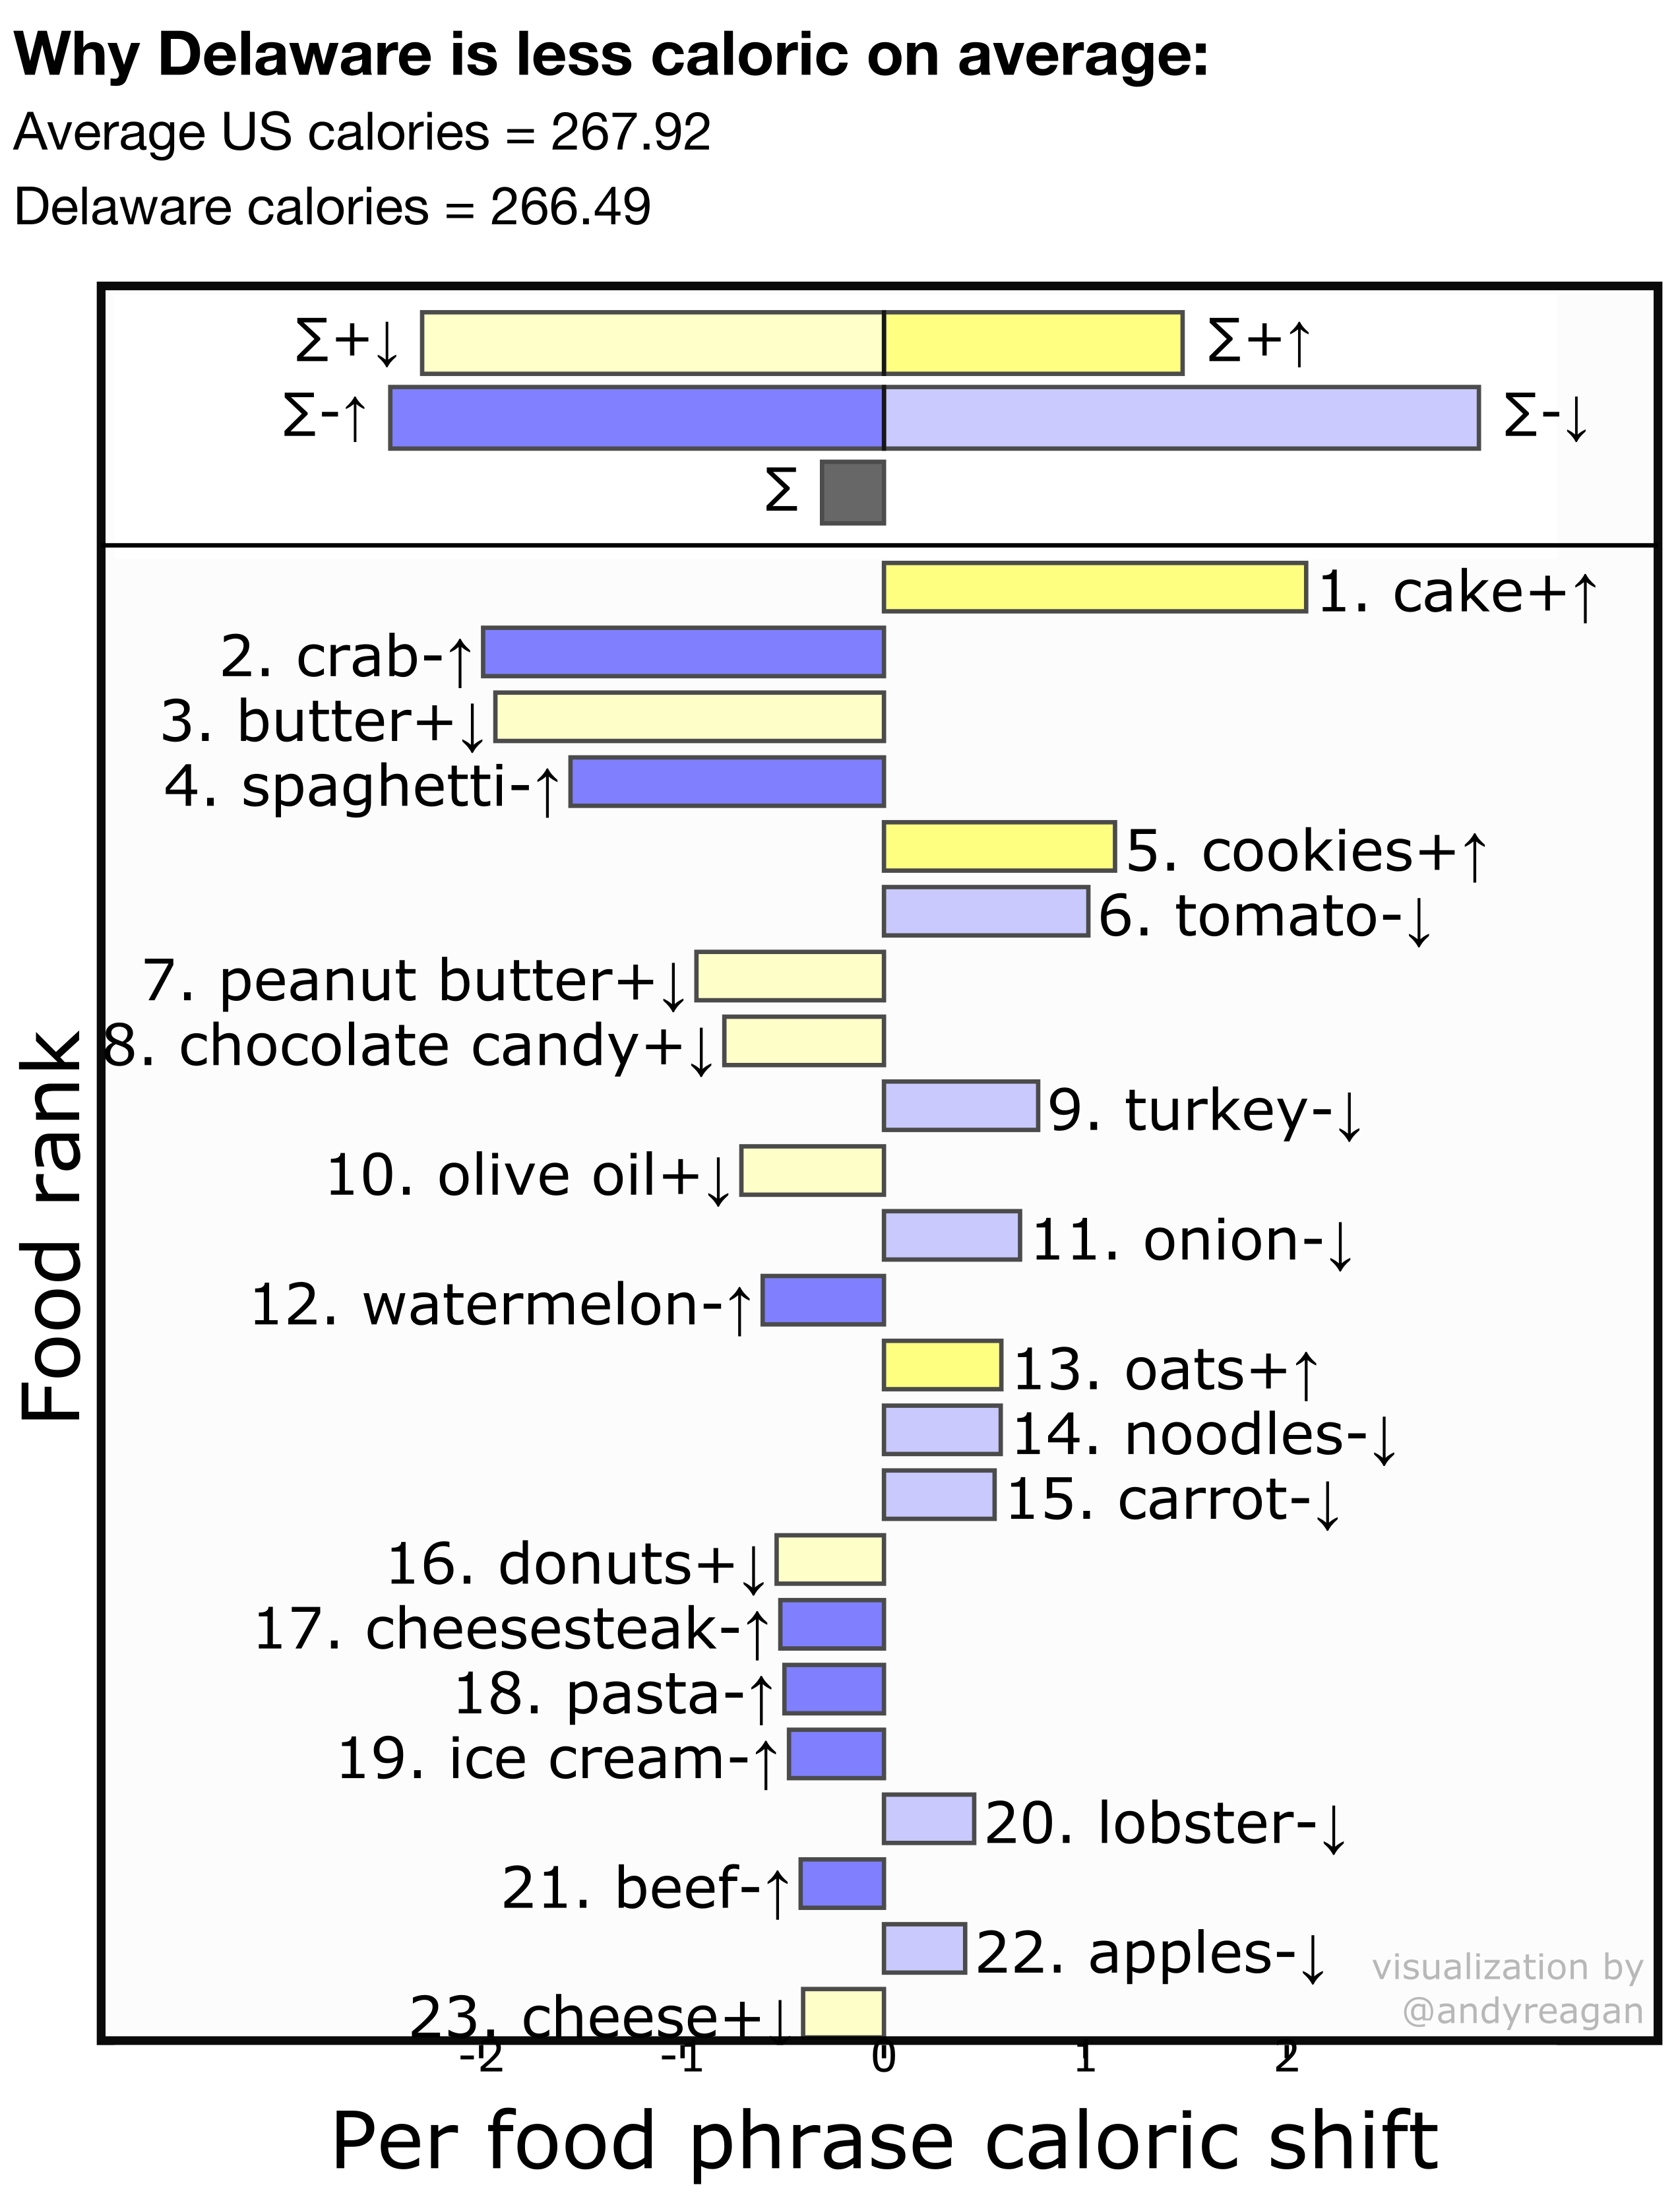 Why Delaware is less caloric on average:
Average US calories = 267.92
Delaware calories = 266.49
Σ+↓
Σ+↑
Σ-↑
Σ-↓
Σ
1. cake+↑
2. crab-↑
3. butter+↓
4. spaghetti-↑
5. cookies+↑
6. tomato-↓
7. peanut butter+↓
8. chocolate candy+↓
9. turkey-↓
10. olive oil+↓
11. onion-↓
12. watermelon-↑
13. oats+↑
14. noodles-↓
15. carrot-↓
16. donuts+↓
17. cheesesteak-↑
18. pasta-↑
19. ice cream-↑
20. lobster-↓
21. beef-↑
22. apples-↓
23. cheese+↓
visualization by
@andyreagan
Food rank
-2 -1 0 1 2
Per food phrase caloric shift